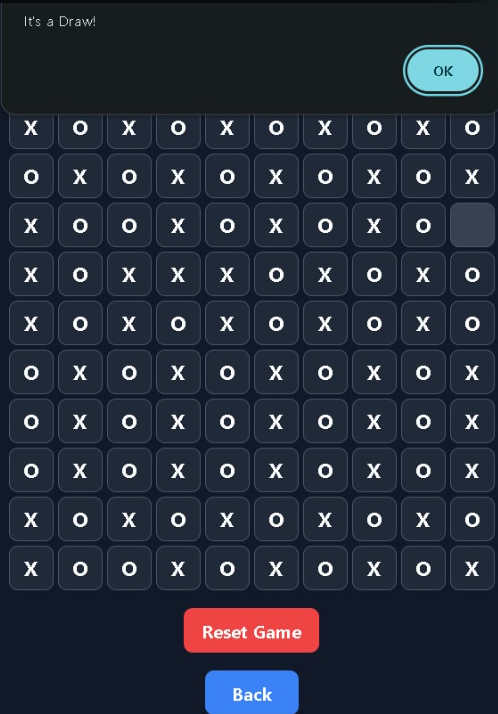 It's a Draw!
OK
X O X O X O X O X O
O X O X O X O X O X
X O O X O X O X O
X O X X X O X O X O
X O X O X O X O X O
O X O X O X O X O X
O X O X O X O X O X
O X O X O X O X O X
X O X O X O X O X O
X O O X O X O X O X
Reset Game
Back